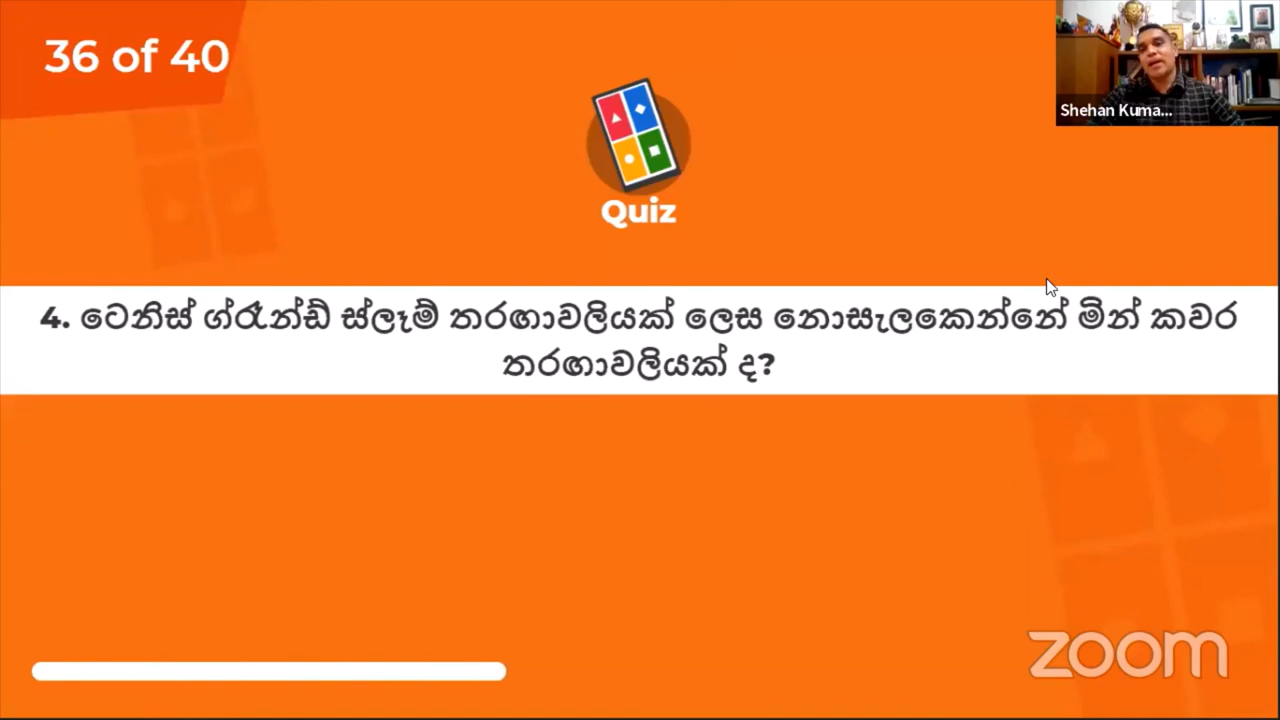 36 of 40
Shehan Kuma...
Quiz
4. ටෙනිස් ග්රෑන්ඩ් ස්ලෑම් තරඟාවලියක් ලෙස නොසැලකෙන්නේ මින් කවර
තරඟාවලියක් ද?
zoom